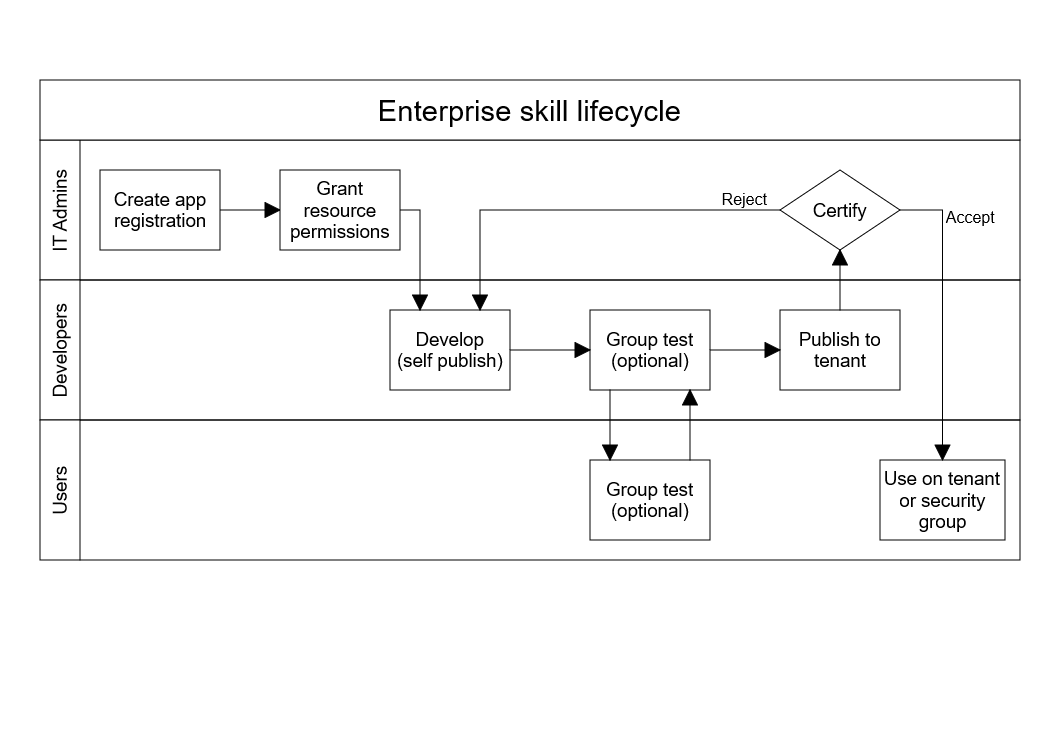 Enterprise skill lifecycle
IT Admins
Create app
registration
Grant
resource
permissions
Reject
Certify
Accept
Developers
Develop
(self publish)
Group test
(optional)
Publish to
tenant
Users
Group test
(optional)
Use on tenant
or security
group